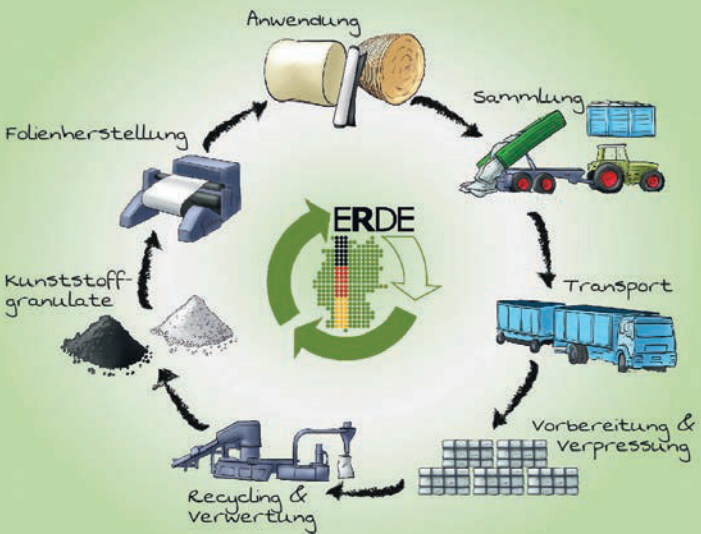 Anwendung
Sammlung
Folienherstellung
ERDE
Kunststoff-
granulate
Transport
Vorbereitung &
Verpressung
Recycling &
Verwertung